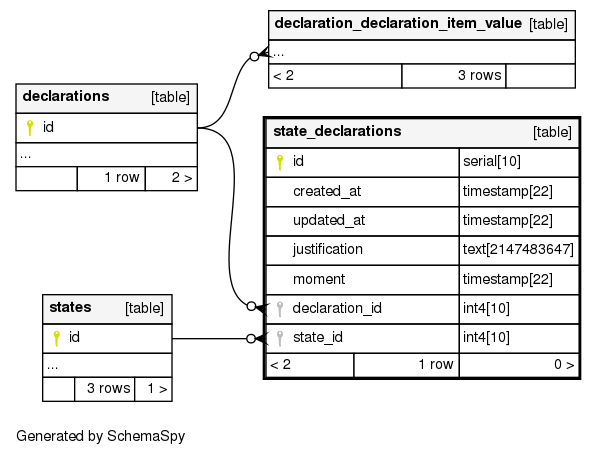 declaration_declaration_item_value [table]
...
< 2 3 rows
declarations [table]
id
...
1 row 2 >
state_declarations [table]
id serial[10]
created_at timestamp[22]
updated_at timestamp[22]
justification text[2147483647]
moment timestamp[22]
declaration_id int4[10]
state_id int4[10]
< 2 1 row 0 >
states [table]
id
...
3 rows 1 >
Generated by SchemaSpy